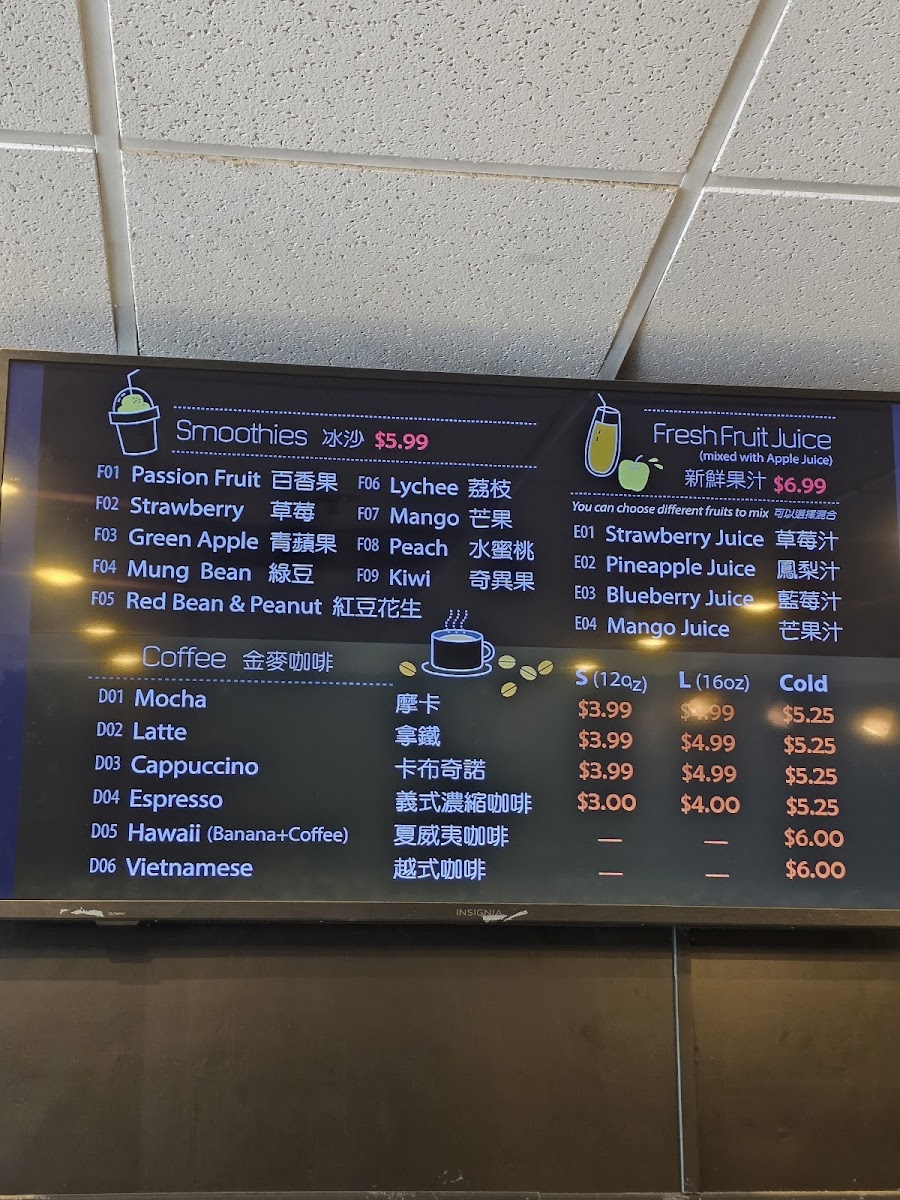 Smoothies 冰沙 $5.99
F01 Passion Fruit 百香果
F02 Strawberry 草莓
F03 Green Apple 青蘋果
F04 Mung Bean 綠豆
F05 Red Bean & Peanut 紅豆花生
F06 Lychee 荔枝
F07 Mango 芒果
F08 Peach 水蜜桃
F09 Kiwi 奇異果
Fresh Fruit Juice
(mixed with Apple Juice)
新鮮果汁 $6.99
You can choose different fruits to mix 可以選擇混合
E01 Strawberry Juice 草莓汁
E02 Pineapple Juice 鳳梨汁
E03 Blueberry Juice 藍莓汁
E04 Mango Juice 芒果汁
Coffee 金麥咖啡
S (12oz) L (16oz) Cold
D01 Mocha 摩卡 $3.99 $4.99 $5.25
D02 Latte 拿鐵 $3.99 $4.99 $5.25
D03 Cappuccino 卡布奇諾 $3.99 $4.99 $5.25
D04 Espresso 義式濃縮咖啡 $3.00 $4.00 $5.25
D05 Hawaii (Banana+Coffee) 夏威夷咖啡 — — $6.00
D06 Vietnamese 越式咖啡 — — $6.00
INSIGNIA